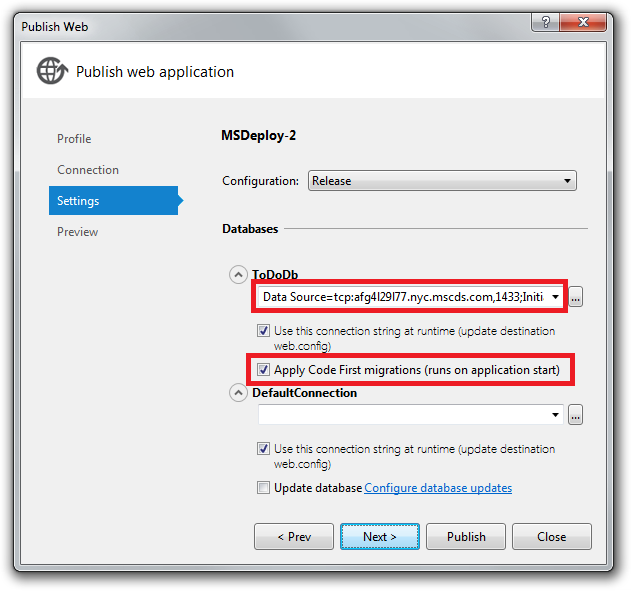 Publish Web
?
Publish web application
Profile
Connection
Settings
Preview
MSDeploy-2
Configuration: Release
Databases
ToDoDb
Data Source=tcp:afg4l29l77.nyc.mscds.com,1433;Initi
...
Use this connection string at runtime (update destination
web.config)
Apply Code First migrations (runs on application start)
DefaultConnection
...
Use this connection string at runtime (update destination
web.config)
Update database Configure database updates
< Prev Next > Publish Close